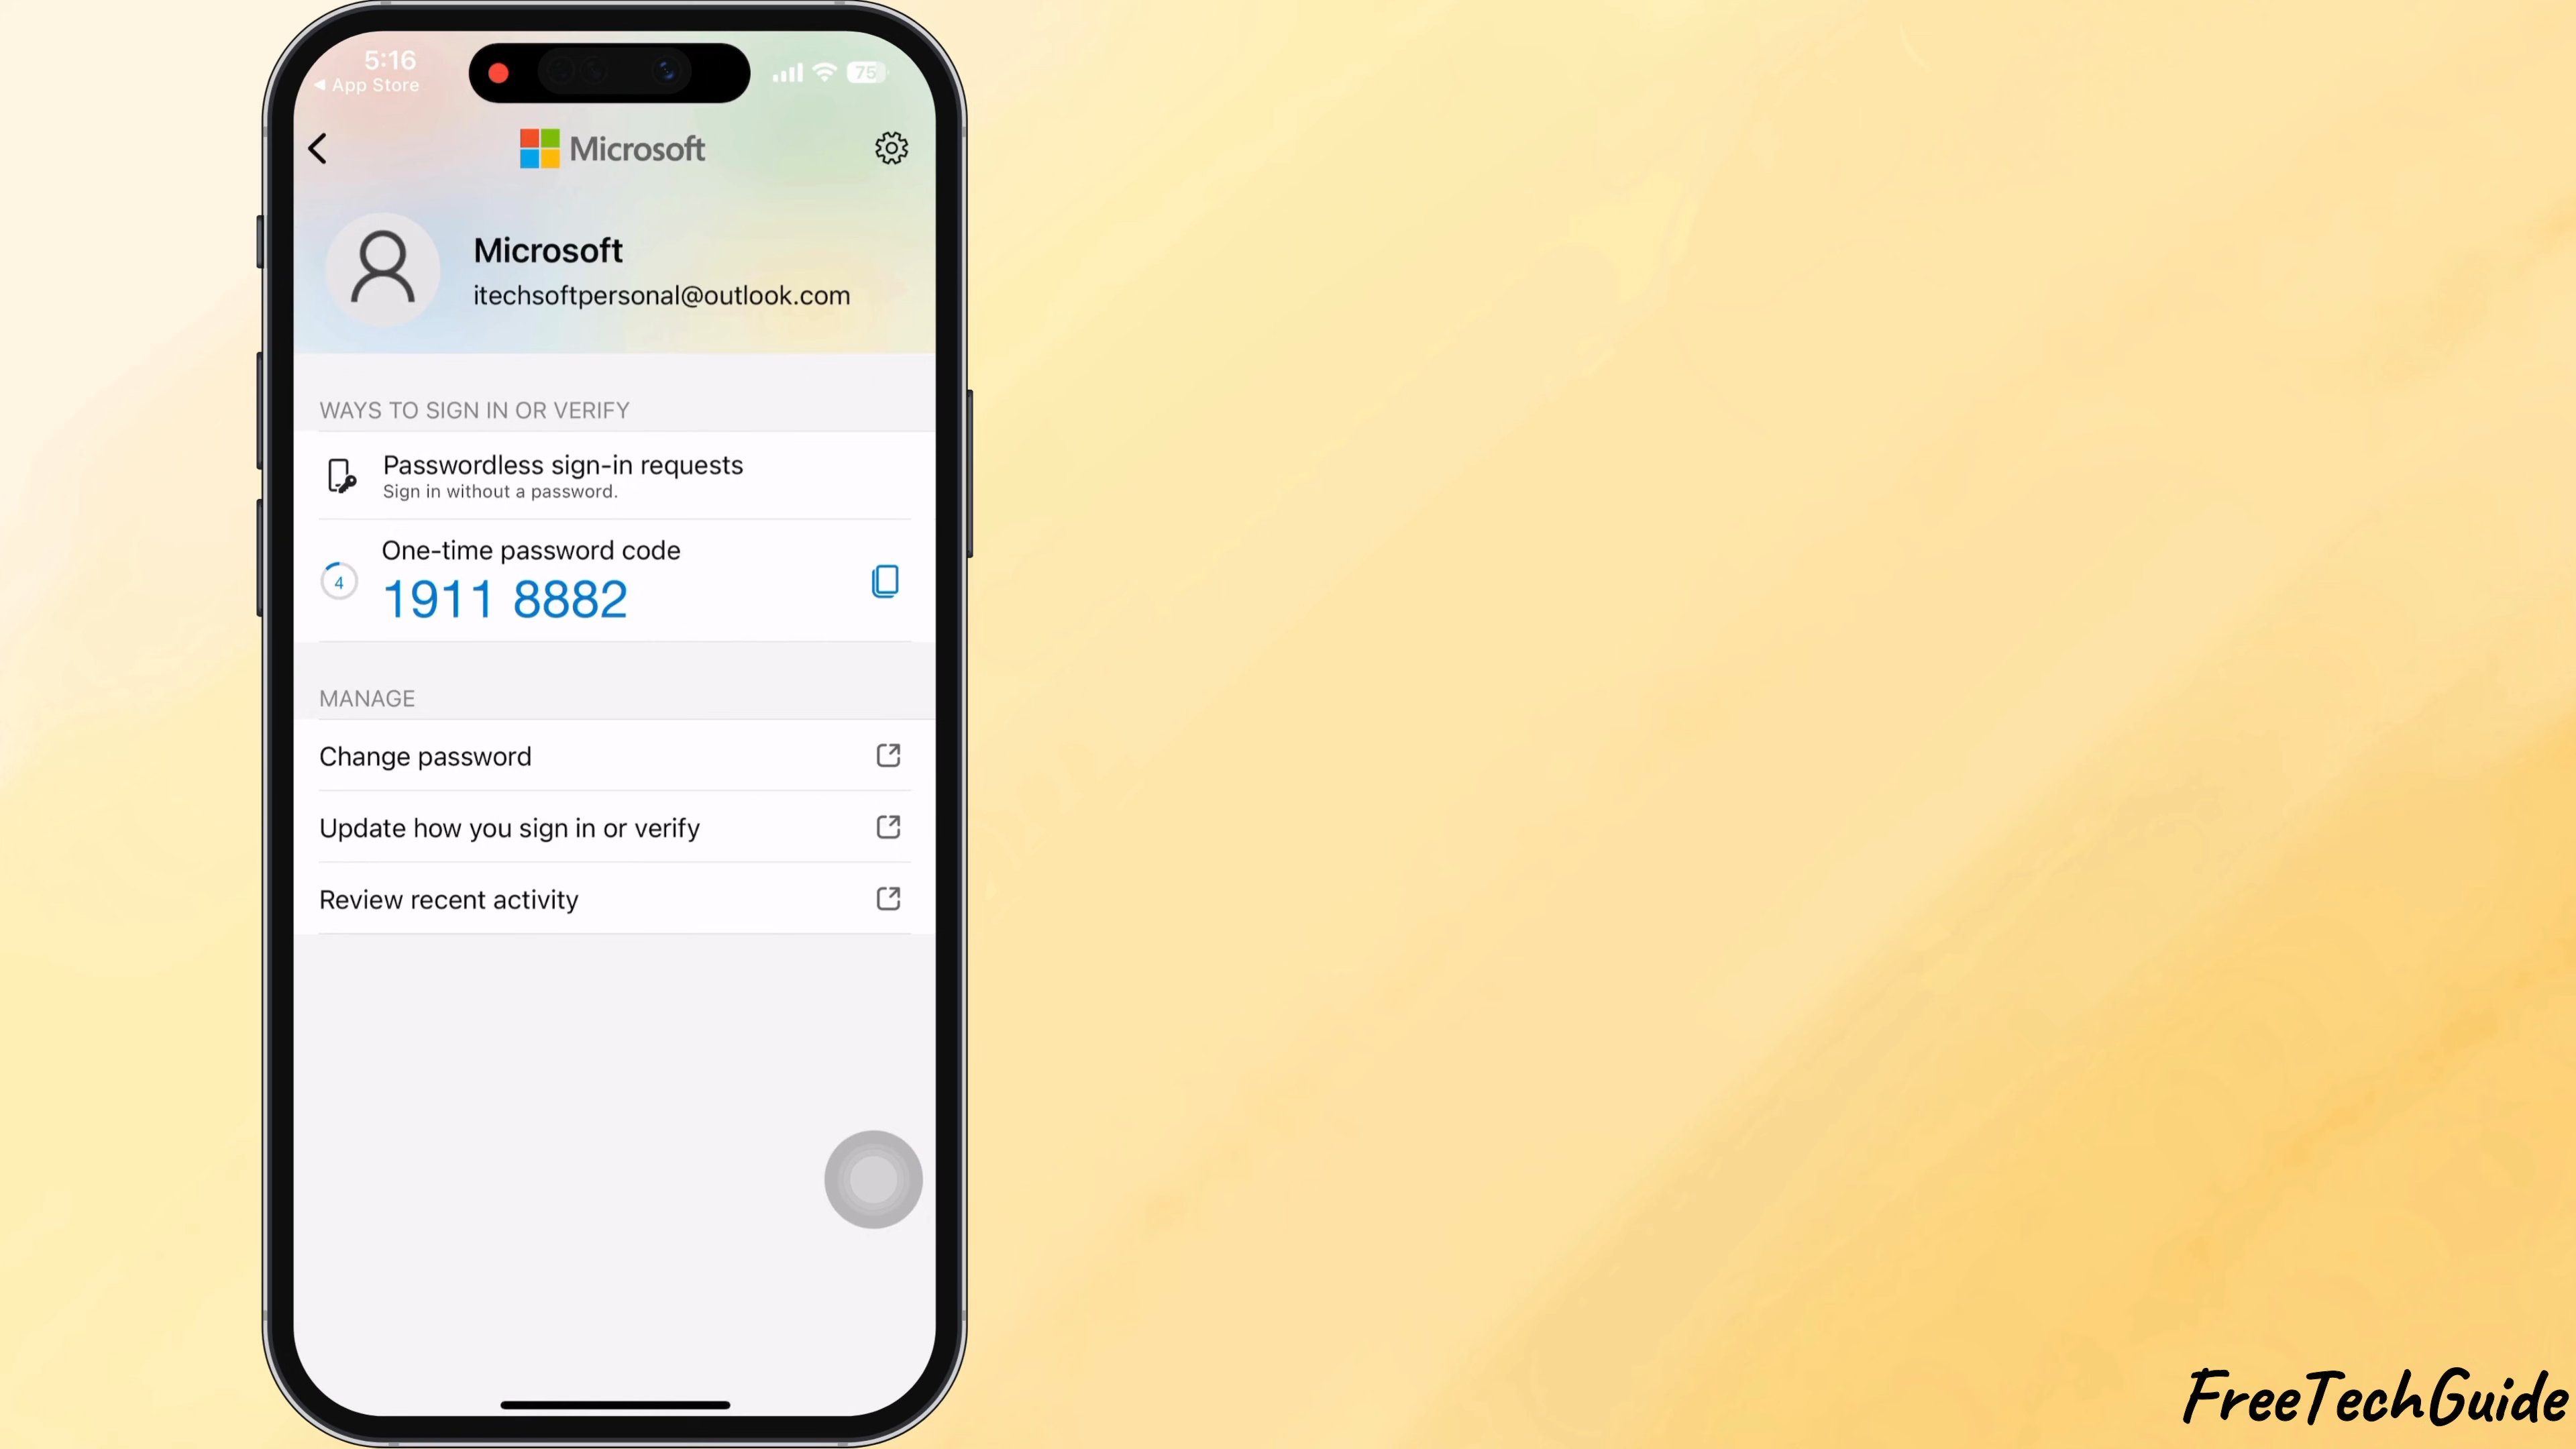 5:16
◀ App Store
75
Microsoft
Microsoft
itechsoftpersonal@outlook.com
WAYS TO SIGN IN OR VERIFY
Passwordless sign-in requests
Sign in without a password.
One-time password code
4
1911 8882
MANAGE
Change password
Update how you sign in or verify
Review recent activity
FreeTechGuide